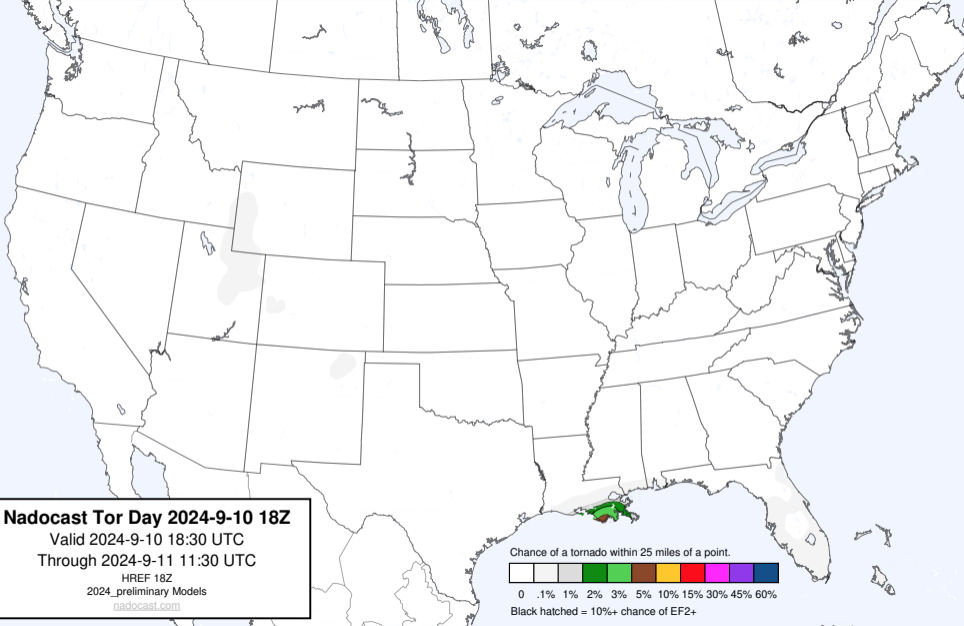 Nadocast Tor Day 2024-9-10 18Z
Valid 2024-9-10 18:30 UTC
Through 2024-9-11 11:30 UTC
HREF 18Z
2024_preliminary Models
nadocast.com
Chance of a tornado within 25 miles of a point.
0 .1% 1% 2% 3% 5% 10% 15% 30% 45% 60%
Black hatched = 10%+ chance of EF2+